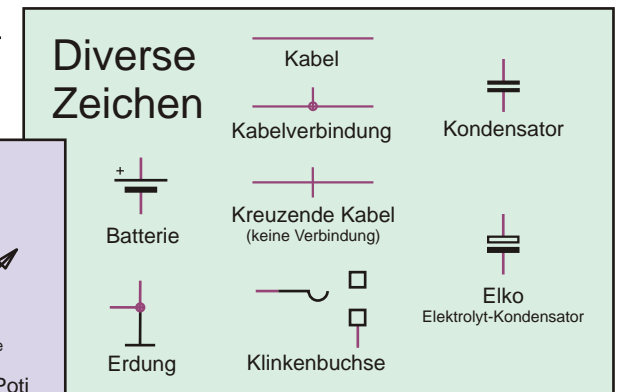 Diverse
Zeichen
Kabel
Kabelverbindung
Kondensator
+
Batterie
Kreuzende Kabel
(keine Verbindung)
Elko
Elektrolyt-Kondensator
Erdung
Klinkenbuchse
e
Poti